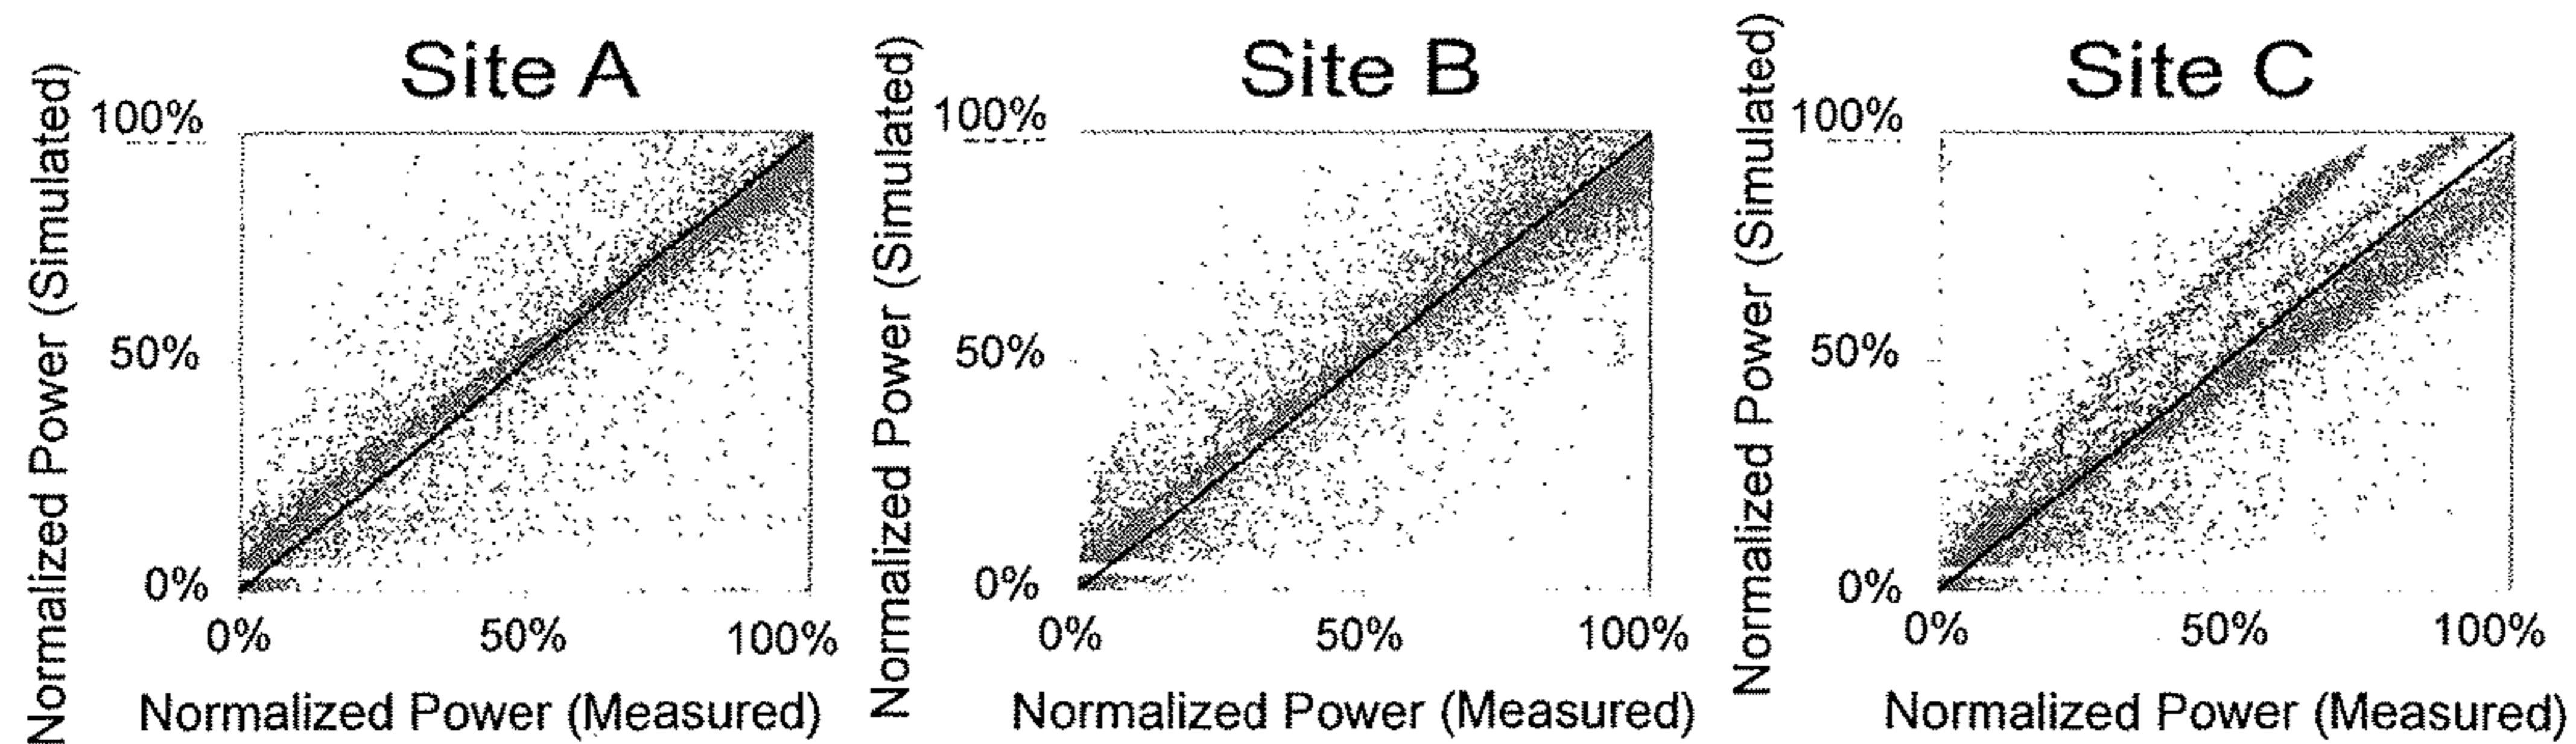 Site A
Normalized Power (Simulated)
100%
50%
0%
0% 50% 100%
Normalized Power (Measured)
Site B
Normalized Power (Simulated)
100%
50%
0%
0% 50% 100%
Normalized Power (Measured)
Site C
Normalized Power (Simulated)
100%
50%
0%
0% 50% 100%
Normalized Power (Measured)